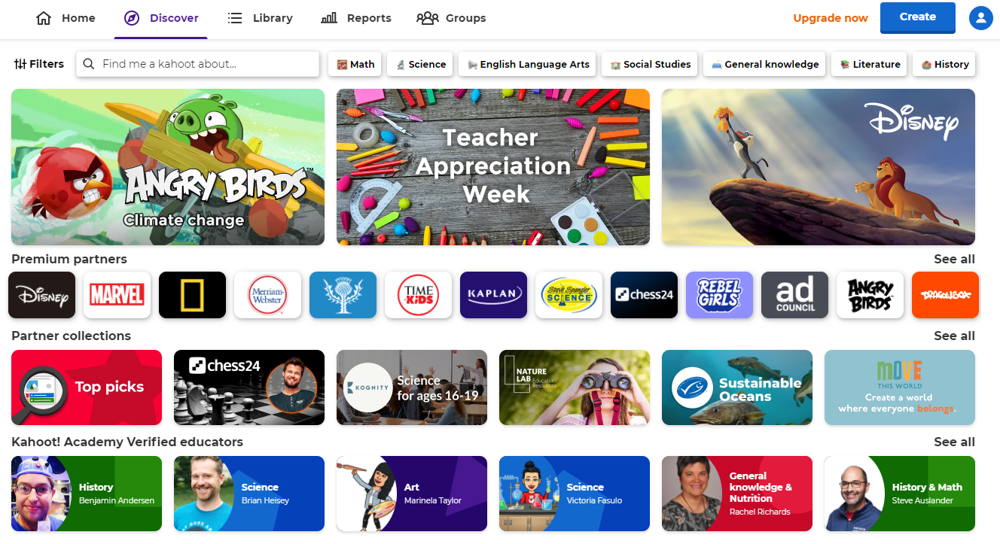 Home
Discover
Library
Reports
Groups
Upgrade now
Create
Filters
Find me a kahoot about...
Math
Science
English Language Arts
Social Studies
General knowledge
Literature
History
ANGRY BIRDS™
Climate change
Teacher
Appreciation
Week
Disney
Premium partners
See all
Disney
MARVEL
Merriam-
Webster
TIME
for KiDS
KAPLAN
Steve Spangler
SCIENCE
chess24
REBEL
GIRLS
ad
COUNCIL
ANGRY
BIRDS
DRAGONBOX
Partner collections
See all
Top picks
chess24
KOGNITY
Science
for ages 16-19
NATURE
LAB
Educator
Resources
Sustainable
Oceans
mOVE
THIS WORLD
Create a world
where everyone belongs.
Kahoot! Academy Verified educators
See all
History
Benjamin Andersen
Science
Brian Heisey
Art
Marinela Taylor
Science
Victoria Fasulo
General
knowledge &
Nutrition
Rachel Richards
History & Math
Steve Auslander